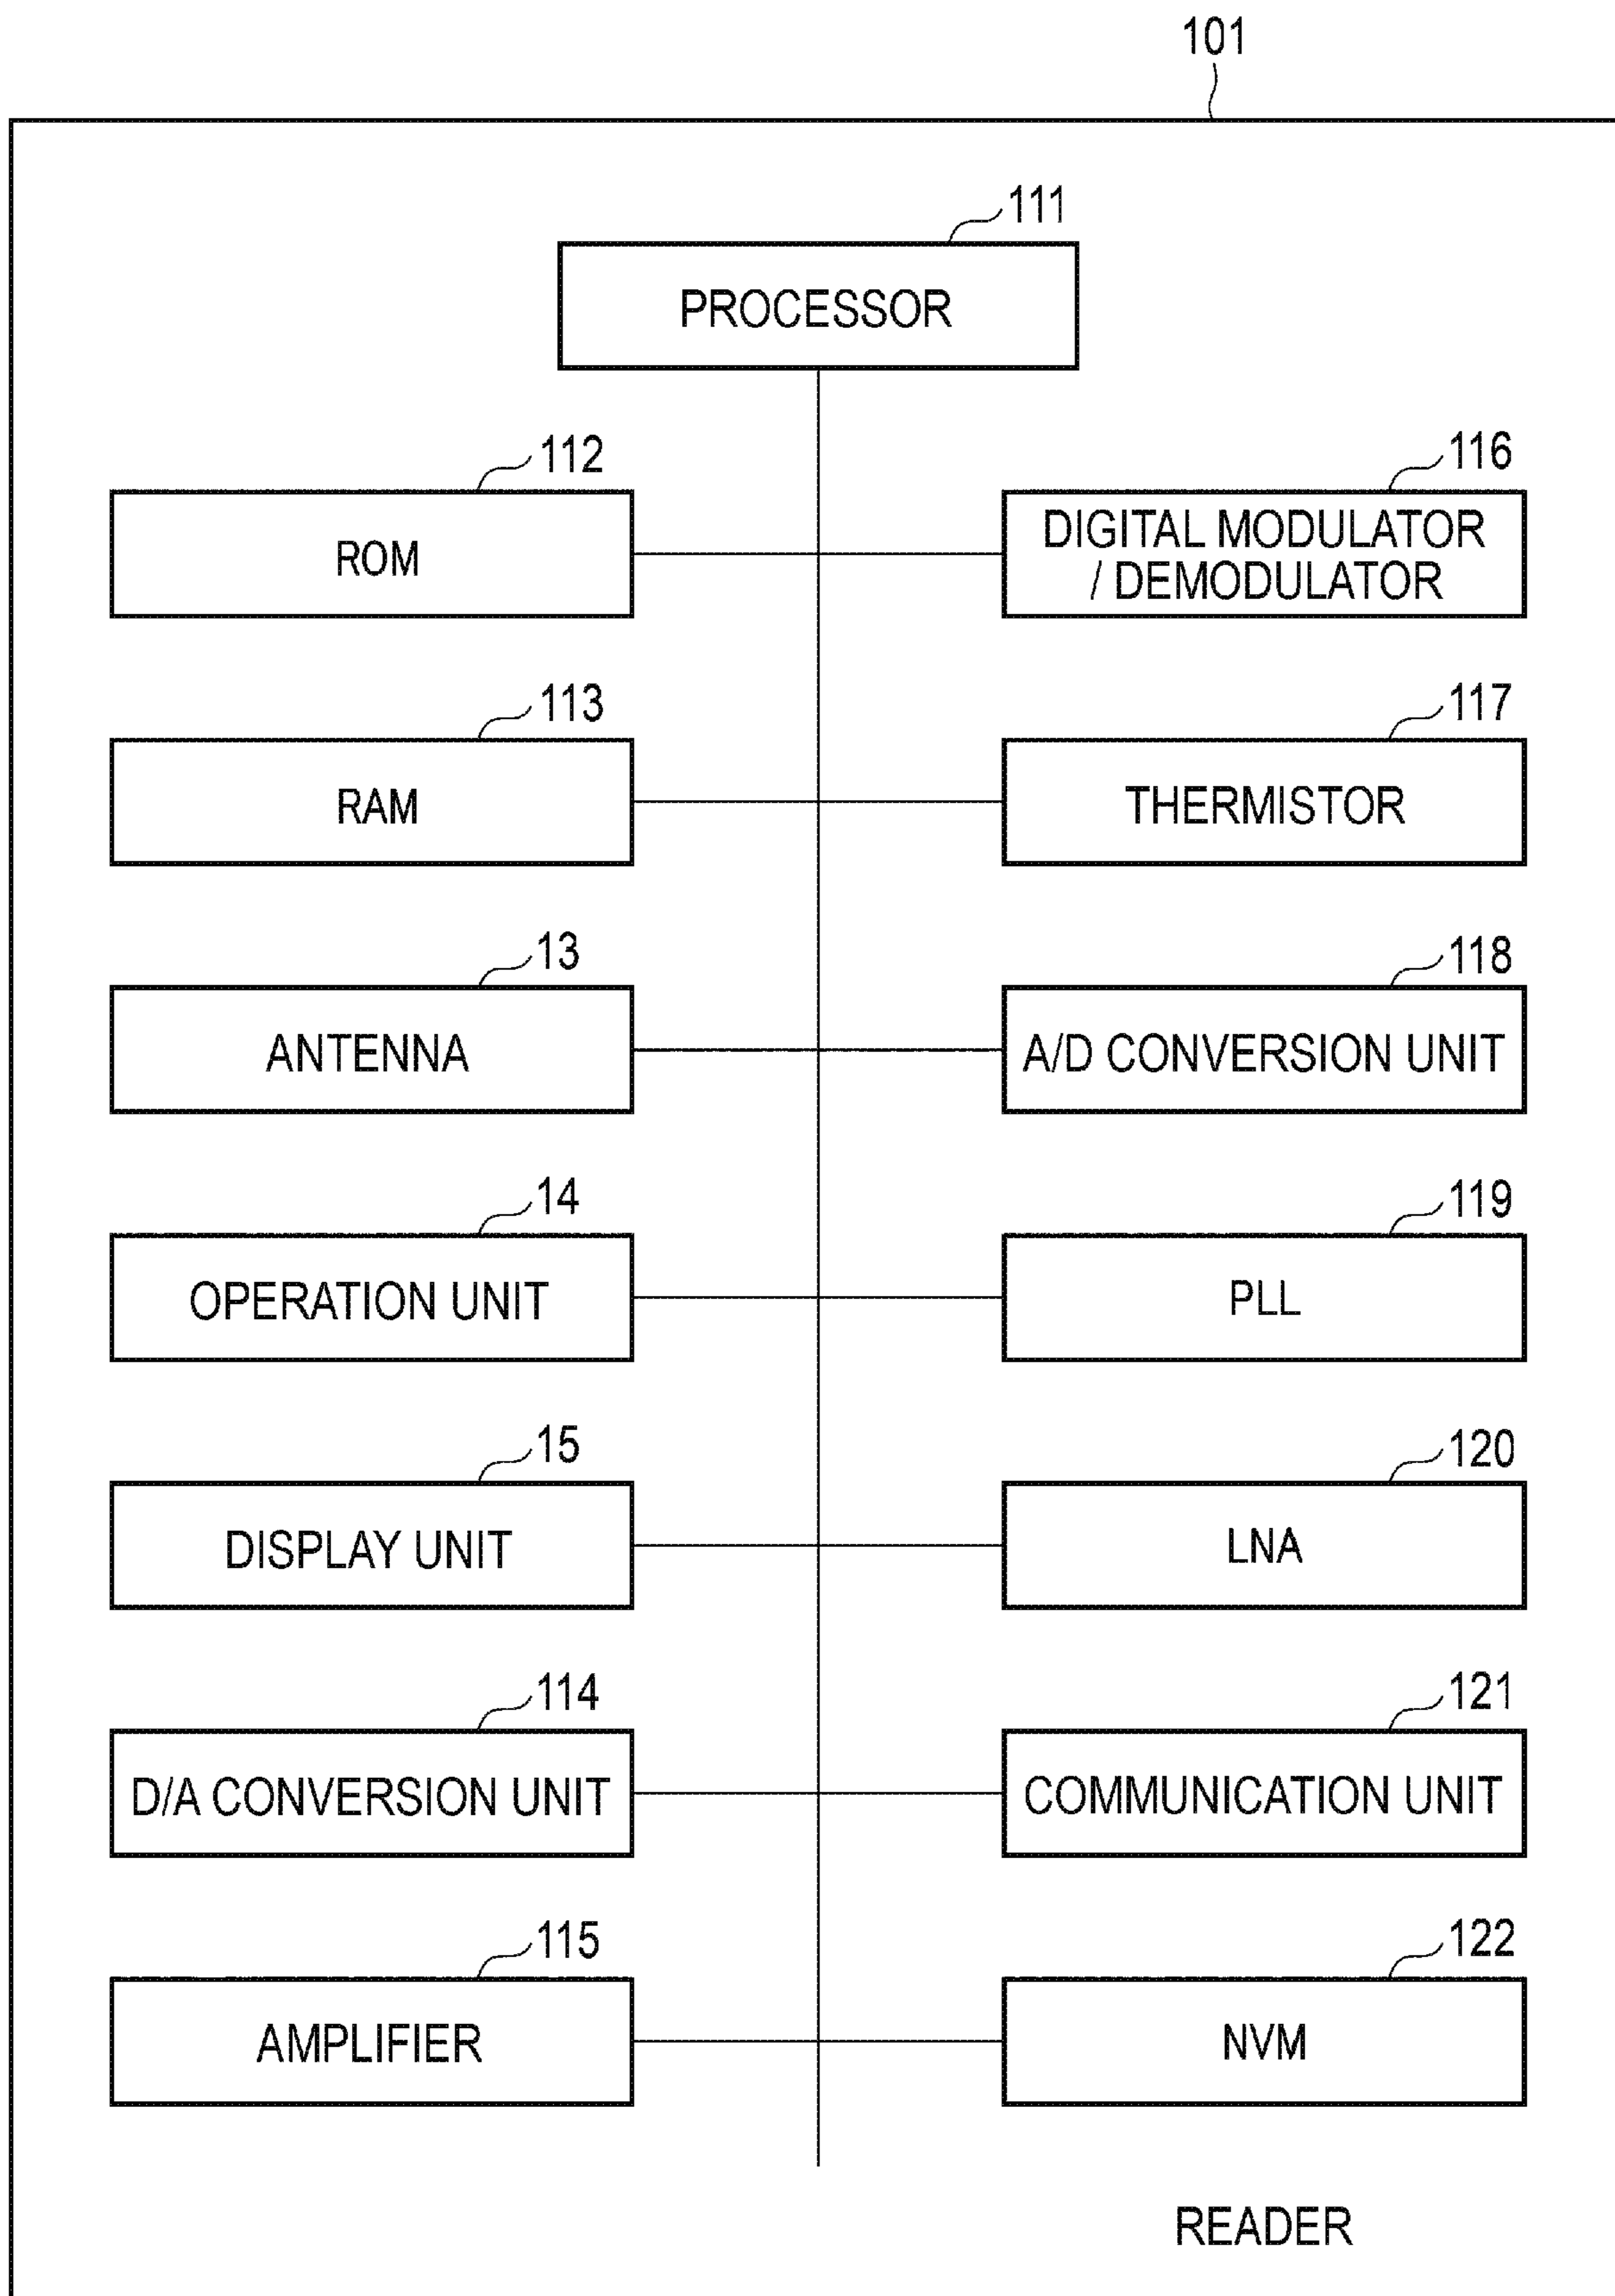 101
111
PROCESSOR
112
ROM
116
DIGITAL MODULATOR
/ DEMODULATOR
113
RAM
117
THERMISTOR
13
ANTENNA
118
A/D CONVERSION UNIT
14
OPERATION UNIT
119
PLL
15
DISPLAY UNIT
120
LNA
114
D/A CONVERSION UNIT
121
COMMUNICATION UNIT
115
AMPLIFIER
122
NVM
READER